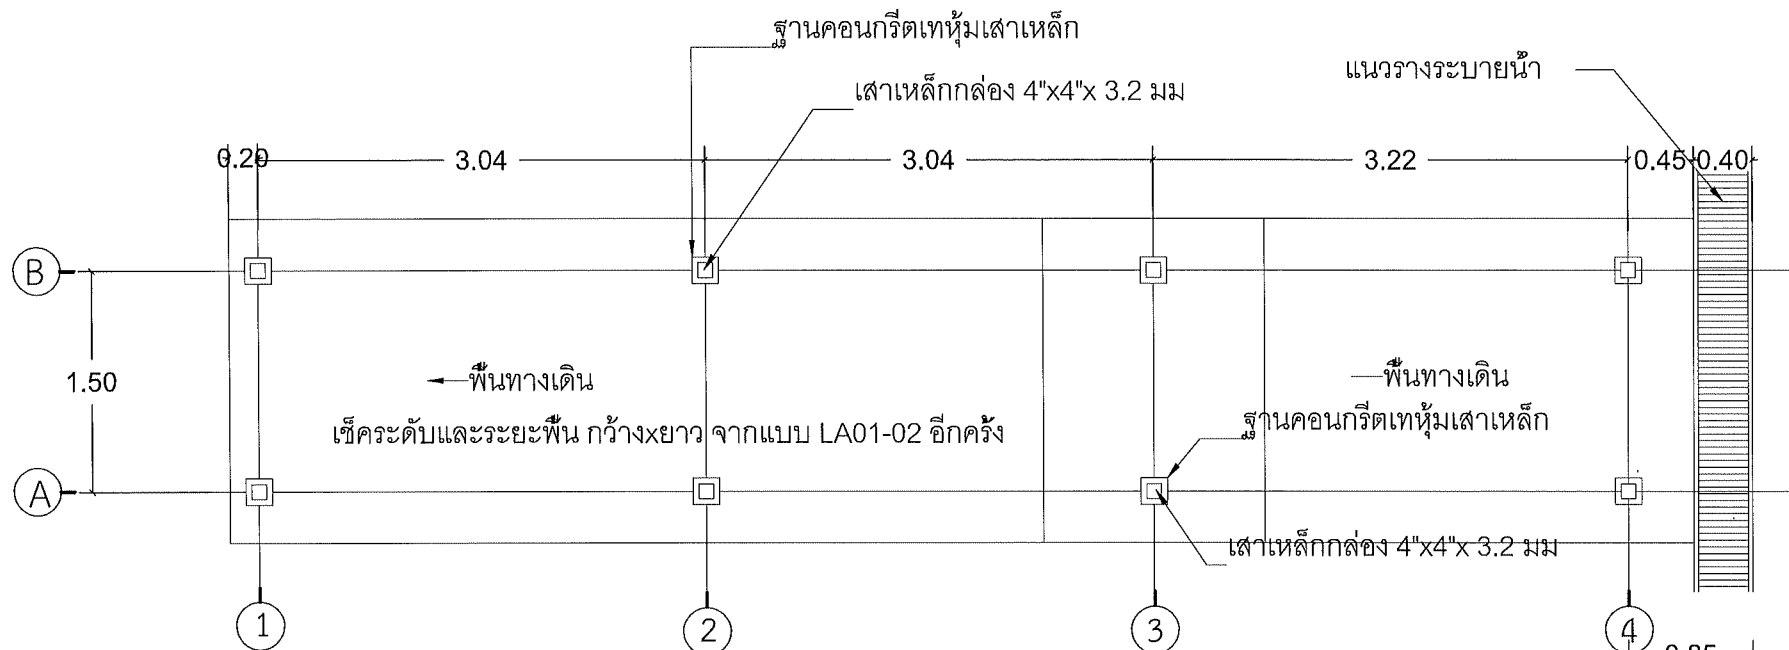 ฐานคอนกรีตเทหุ้มเสาเหล็ก
แนวรางระบายน้ำ
เสาเหล็กกล่อง 4"x4"x 3.2 มม
0.20 3.04 3.04 3.22 0.45 0.40
B
1.50
พื้นทางเดิน
พื้นทางเดิน
ฐานคอนกรีตเทหุ้มเสาเหล็ก
เช็คระดับและระยะพื้น กว้างxยาว จากแบบ LA01-02 อีกครั้ง
A
เสาเหล็กกล่อง 4"x4"x 3.2 มม
1 2 3 4